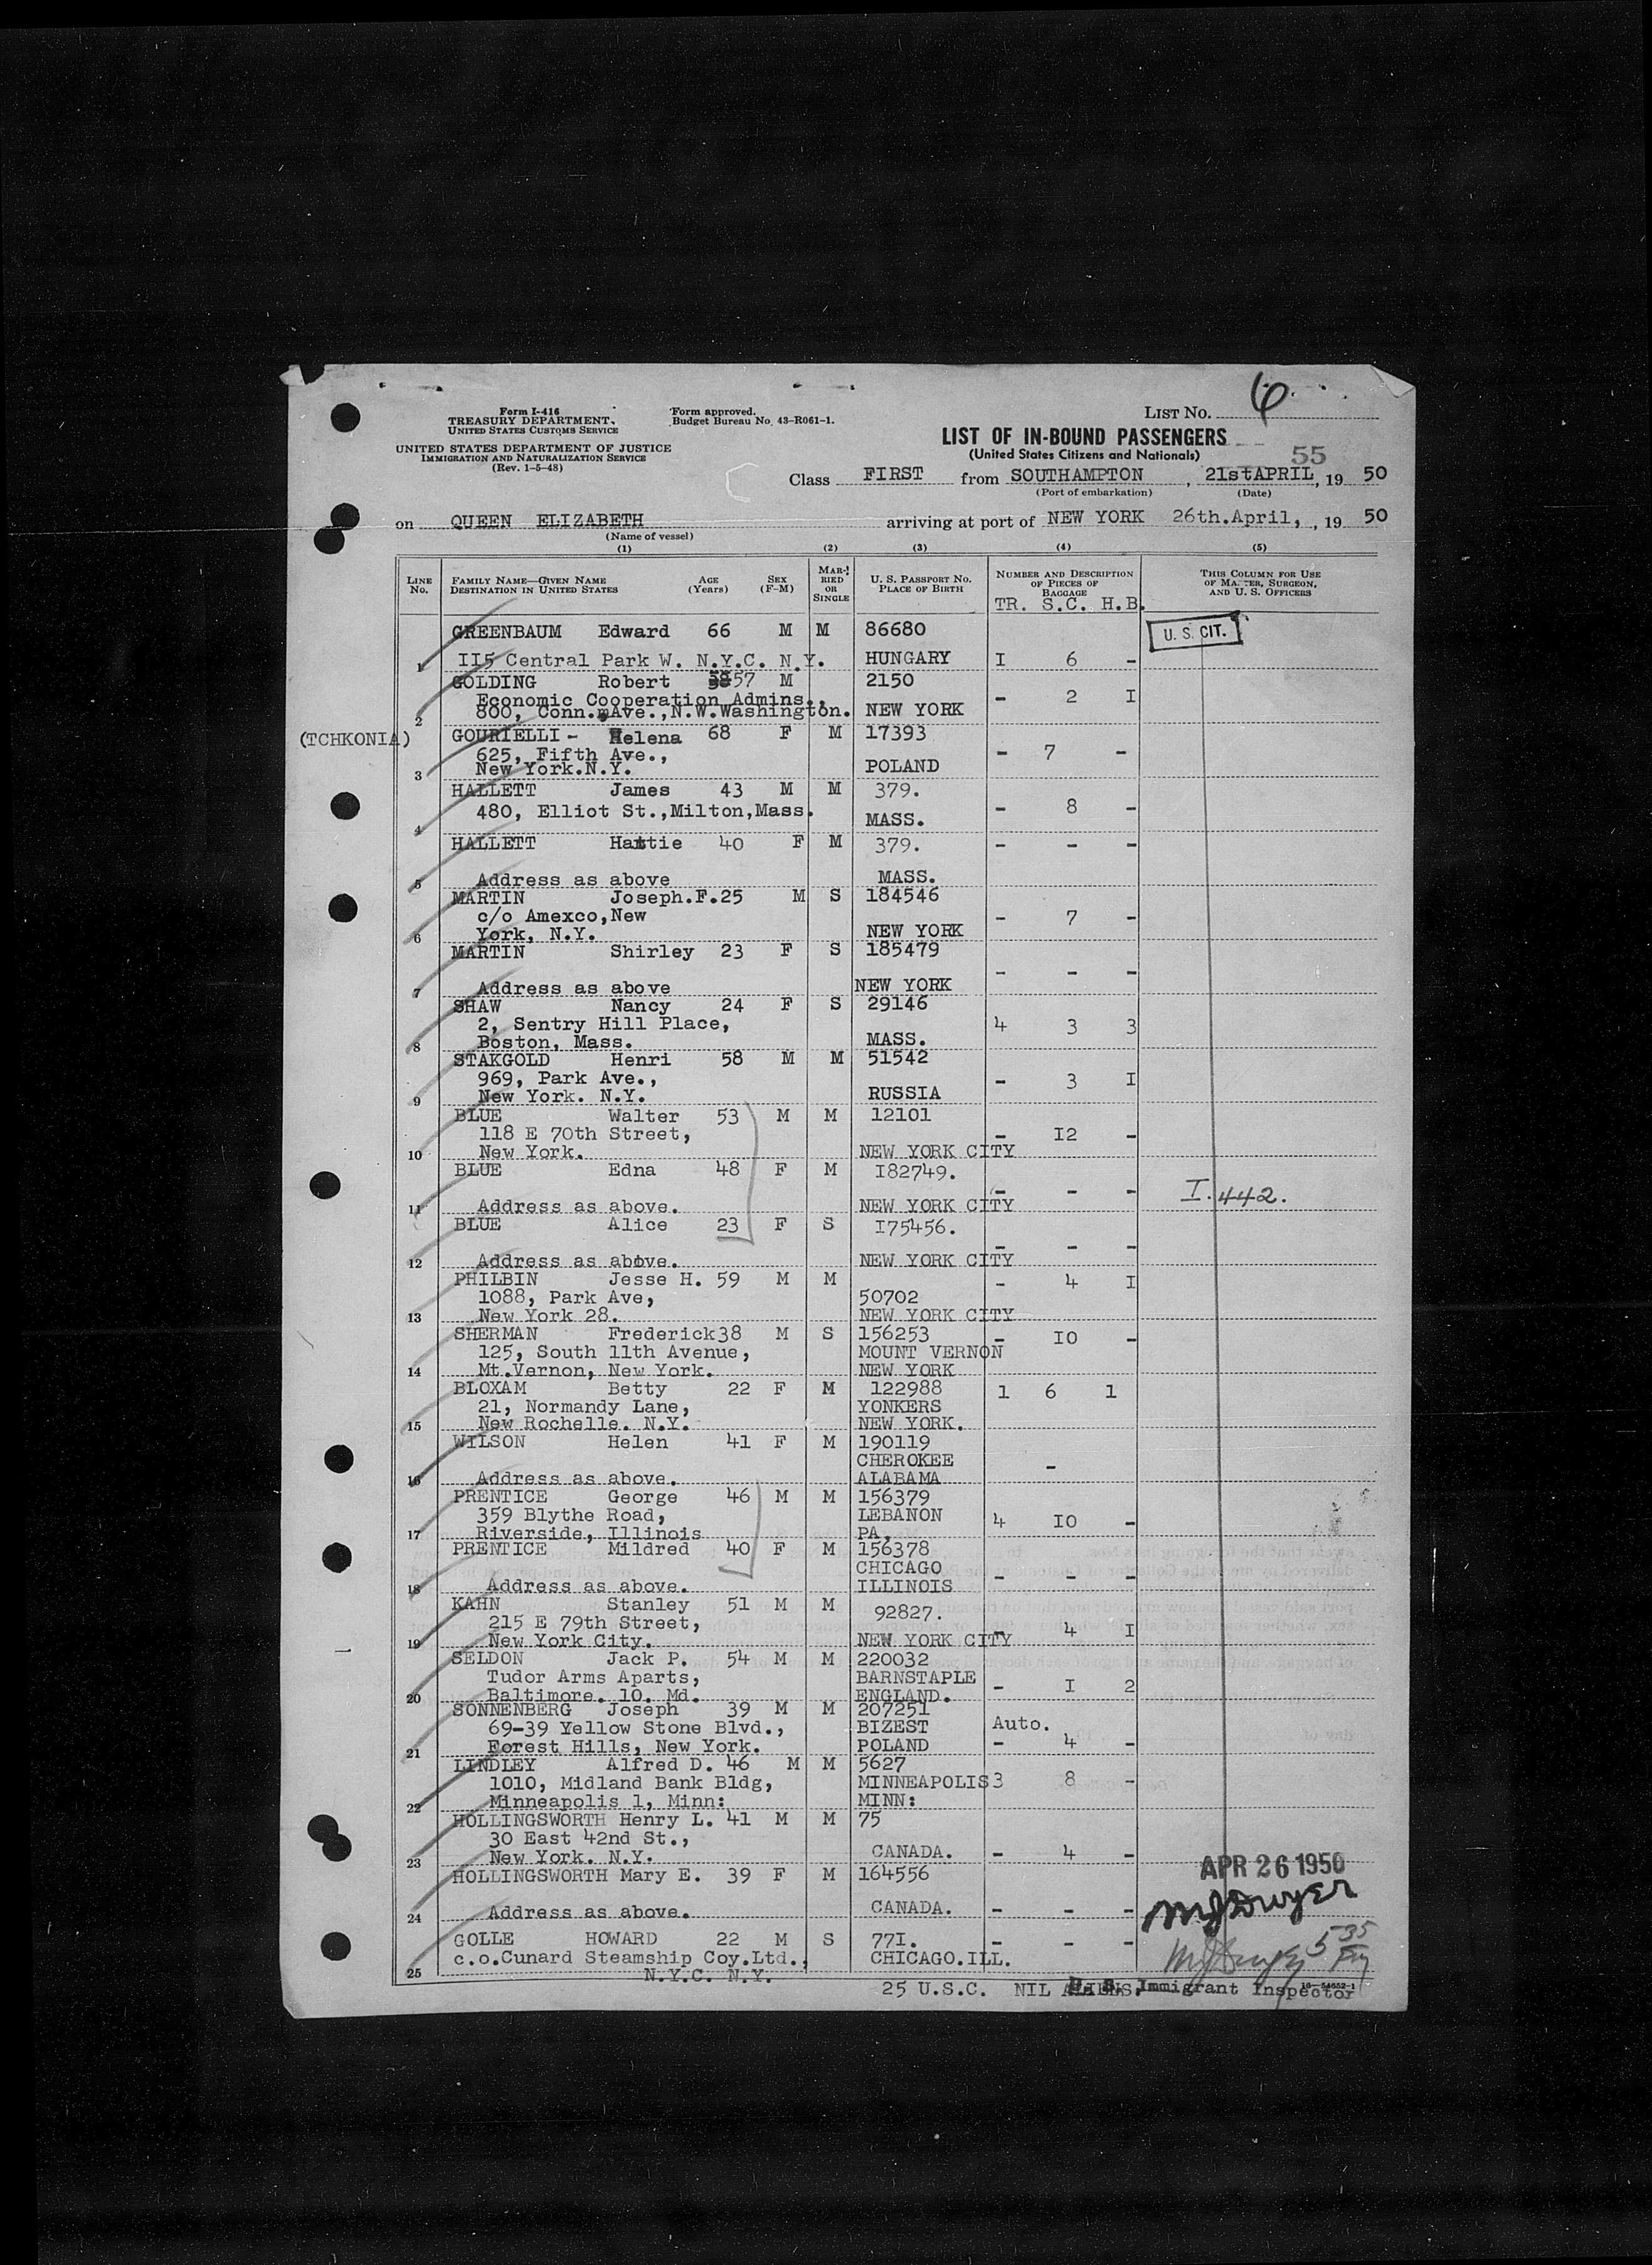 LIST NO. 6
Form I-416
TREASURY DEPARTMENT
UNITED STATES CUSTOMS SERVICE
Form approved.
Budget Bureau No. 43-R061-1.
UNITED STATES DEPARTMENT OF JUSTICE
IMMIGRATION AND NATURALIZATION SERVICE
(Rev. 1-5-48)
LIST OF IN-BOUND PASSENGERS
(United States Citizens and Nationals)
55
Class FIRST from SOUTHAMPTON, 21stAPRIL, 19 50
(Port of embarkation) (Date)
on QUEEN ELIZABETH arriving at port of NEW YORK 26th.April, , 19 50
(Name of vessel)
(1) (2) (3) (4) (5)
LINE No. FAMILY NAME—GIVEN NAME DESTINATION IN UNITED STATES AGE (Years) SEX (F-M) MARRIED OR SINGLE U. S. PASSPORT NO. PLACE OF BIRTH NUMBER AND DESCRIPTION OF PIECES OF BAGGAGE THIS COLUMN FOR USE OF MASTER, SURGEON, AND U. S. OFFICERS
TR. S.C. H.B.
GREENBAUM Edward 66 M M 86680 U. S. CIT.
1 II5 Central Park W. N.Y.C. N.Y. HUNGARY I 6 -
GOLDING Robert 57 M 2150
Economic Cooperation Admins., - 2 I
2 800, Conn. Ave.,N.W.Washington. NEW YORK
(TCHKONIA) GOURIELLI - Helena 68 F M 17393
625, Fifth Ave., - 7 -
3 New York.N.Y. POLAND
HALLETT James 43 M M 379.
480, Elliot St.,Milton,Mass. - 8 -
4 MASS.
HALLETT Hattie 40 F M 379. - - -
5 Address as above MASS.
MARTIN Joseph.F.25 M S 184546
c/o Amexco,New - 7 -
6 York, N.Y. NEW YORK
MARTIN Shirley 23 F S 185479
- - -
7 Address as above NEW YORK
SHAW Nancy 24 F S 29146
2, Sentry Hill Place, 4 3 3
8 Boston, Mass. MASS.
STAKGOLD Henri 58 M M 51542
969, Park Ave., - 3 I
9 New York. N.Y. RUSSIA
BLUE Walter 53 M M 12101
118 E 70th Street, - I2 -
10 New York. NEW YORK CITY
BLUE Edna 48 F M I82749.
- - - I.442.
11 Address as above. NEW YORK CITY
BLUE Alice 23 F S I75456.
- - -
12 Address as above. NEW YORK CITY
PHILBIN Jesse H. 59 M M - 4 I
1088, Park Ave, 50702
13 New York 28. NEW YORK CITY
SHERMAN Frederick38 M S 156253 - IO -
125, South 11th Avenue, MOUNT VERNON
14 Mt.Vernon, New York. NEW YORK
BLOXAM Betty 22 F M 122988 1 6 1
21, Normandy Lane, YONKERS
15 New Rochelle. N.Y. NEW YORK.
WILSON Helen 41 F M 190119
CHEROKEE -
16 Address as above. ALABAMA
PRENTICE George 46 M M 156379
359 Blythe Road, LEBANON 4 IO -
17 Riverside, Illinois PA,
PRENTICE Mildred 40 F M 156378
CHICAGO - - -
18 Address as above. ILLINOIS
KAHN Stanley 51 M M 92827.
215 E 79th Street, - 4 I
19 New York City. NEW YORK CITY
SELDON Jack P. 54 M M 220032
Tudor Arms Aparts, BARNSTAPLE - I 2
20 Baltimore. 10. Md. ENGLAND.
SONNENBERG Joseph 39 M M 207251
69-39 Yellow Stone Blvd., BIZEST Auto.
21 Forest Hills, New York. POLAND - 4 -
LINDLEY Alfred D. 46 M M 5627
1010, Midland Bank Bldg, MINNEAPOLIS 3 8 -
22 Minneapolis 1, Minn: MINN:
HOLLINGSWORTH Henry L. 41 M M 75
30 East 42nd St.,
23 New York. N.Y. CANADA. - 4 -
HOLLINGSWORTH Mary E. 39 F M 164556 APR 26 1950
24 Address as above. CANADA. - - - MJDwyer
GOLLE HOWARD 22 M S 77I. - - -
c.o.Cunard Steamship Coy.Ltd., CHICAGO.ILL. MJDwyer 5 35 Pm
25 N.Y.C. N.Y.
25 U.S.C. NIL ALIENS. U. S. Immigrant Inspector
16-54652-1